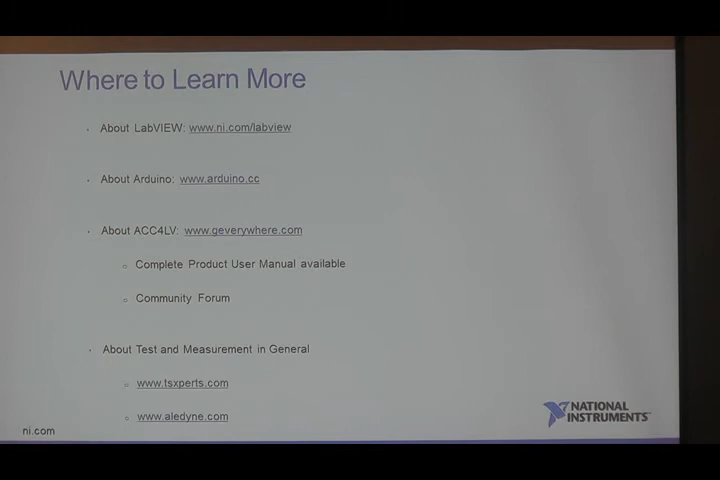 Where to Learn More
About LabVIEW: www.ni.com/labview
About Arduino: www.arduino.cc
About ACC4LV: www.geverywhere.com
Complete Product User Manual available
Community Forum
About Test and Measurement in General
www.tsxperts.com
www.aledyne.com
ni.com
NATIONAL
INSTRUMENTS